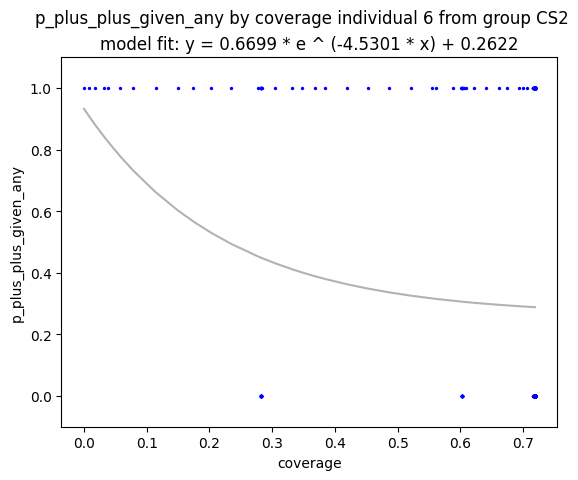 p_plus_plus_given_any by coverage individual 6 from group CS2
model fit: y = 0.6699 * e ^ (-4.5301 * x) + 0.2622
1.0
0.8
0.6
0.4
0.2
0.0
p_plus_plus_given_any
0.0 0.1 0.2 0.3 0.4 0.5 0.6 0.7
coverage